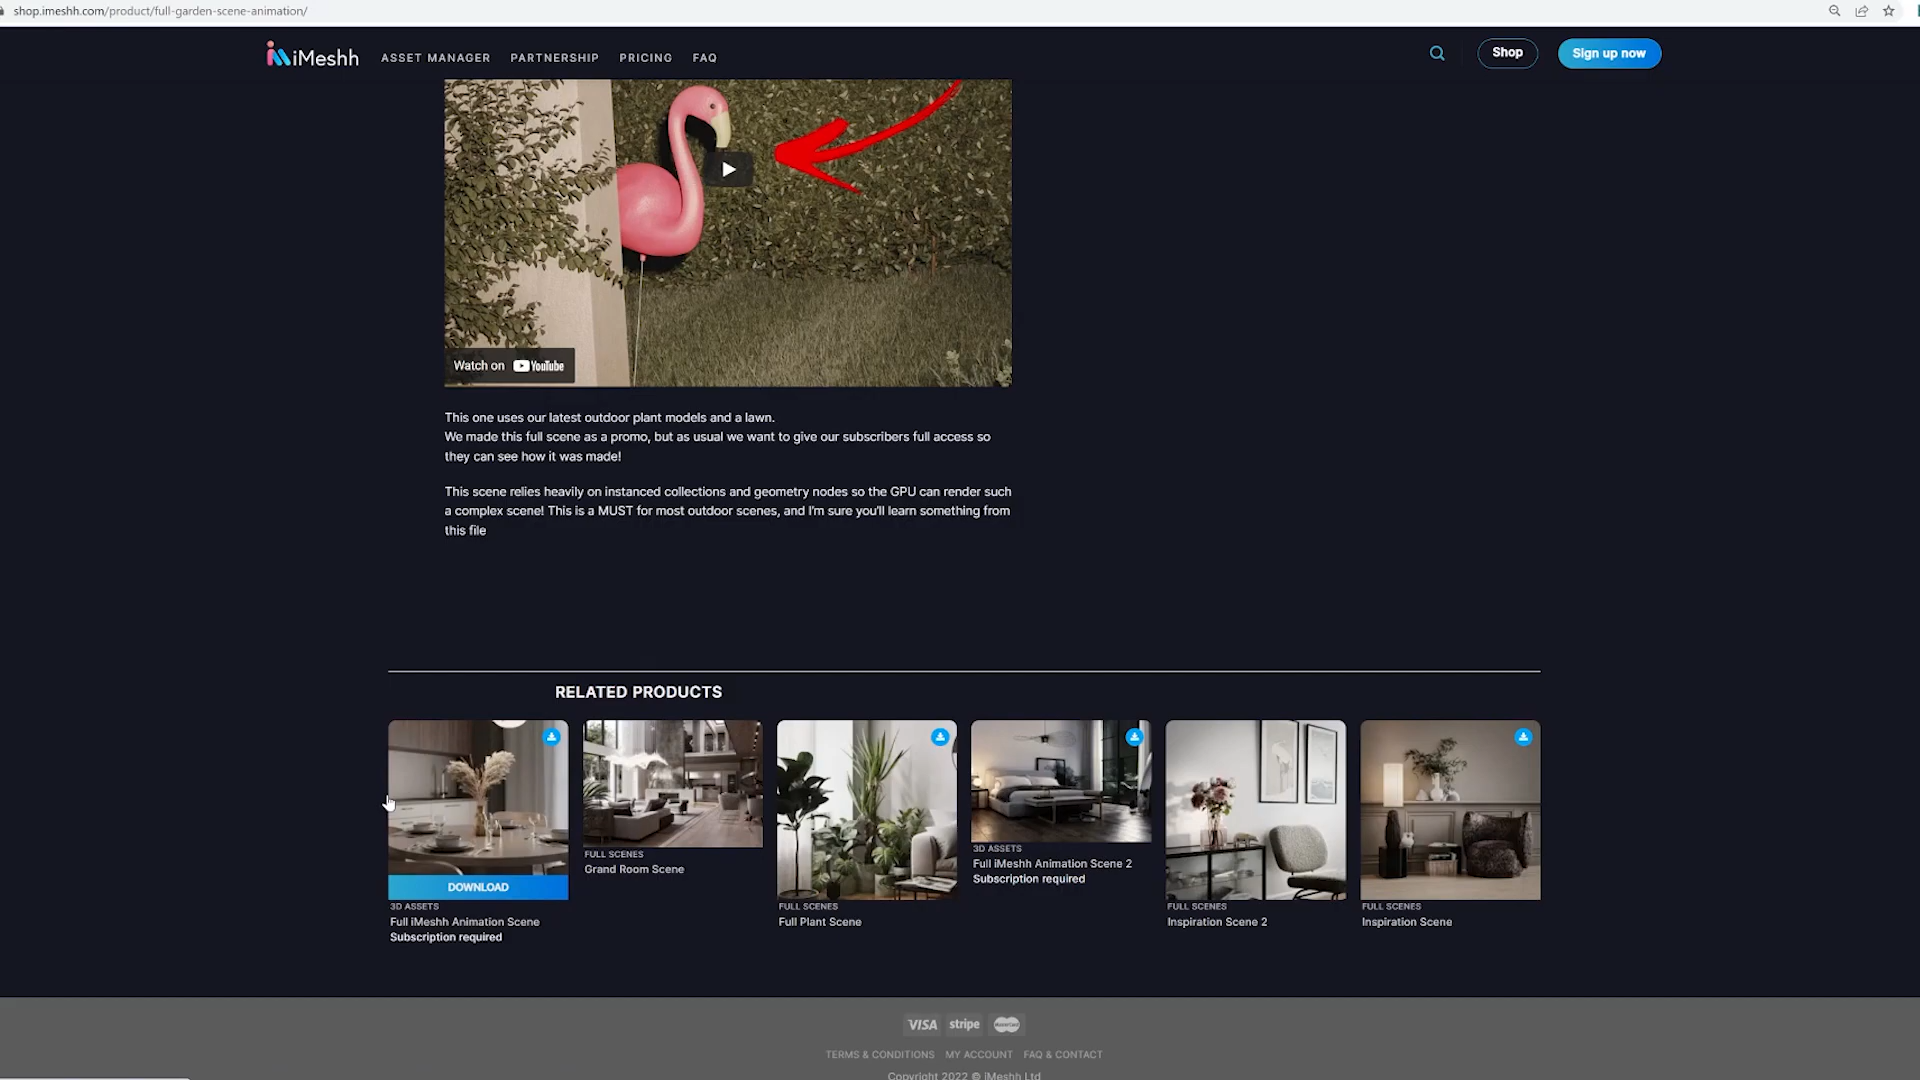 shop.imeshh.com/product/full-garden-scene-animation/
iMeshh ASSET MANAGER PARTNERSHIP PRICING FAQ Shop Sign up now
Watch on YouTube
This one uses our latest outdoor plant models and a lawn.
We made this full scene as a promo, but as usual we want to give our subscribers full access so
they can see how it was made!
This scene relies heavily on instanced collections and geometry nodes so the GPU can render such
a complex scene! This is a MUST for most outdoor scenes, and I'm sure you'll learn something from
this file
RELATED PRODUCTS
DOWNLOAD
3D ASSETS
Full iMeshh Animation Scene
Subscription required
FULL SCENES
Grand Room Scene
FULL SCENES
Full Plant Scene
3D ASSETS
Full iMeshh Animation Scene 2
Subscription required
FULL SCENES
Inspiration Scene 2
FULL SCENES
Inspiration Scene
VISA stripe MasterCard
TERMS & CONDITIONS MY ACCOUNT FAQ & CONTACT
Copyright 2022 © iMeshh Ltd